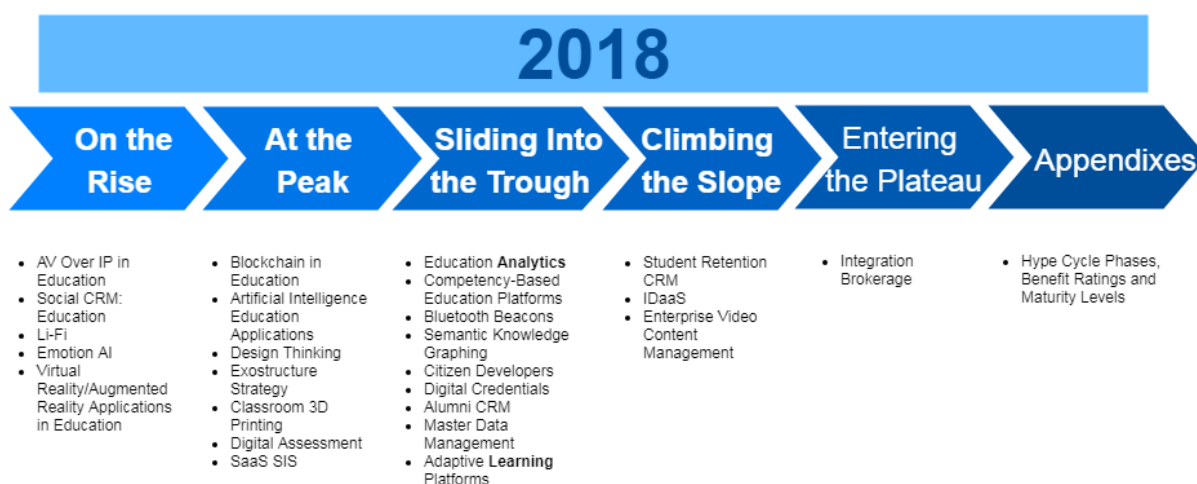 2018
On the
Rise
At the
Peak
Sliding Into
the Trough
Climbing
the Slope
Entering
the Plateau
Appendixes
• AV Over IP in
Education
• Social CRM:
Education
• Li-Fi
• Emotion AI
• Virtual
Reality/Augmented
Reality Applications
in Education
• Blockchain in
Education
• Artificial Intelligence
Education
Applications
• Design Thinking
• Exostructure
Strategy
• Classroom 3D
Printing
• Digital Assessment
• SaaS SIS
• Education Analytics
• Competency-Based
Education Platforms
• Bluetooth Beacons
• Semantic Knowledge
Graphing
• Citizen Developers
• Digital Credentials
• Alumni CRM
• Master Data
Management
• Adaptive Learning
Platforms
• Student Retention
CRM
• IDaaS
• Enterprise Video
Content
Management
• Integration
Brokerage
• Hype Cycle Phases,
Benefit Ratings and
Maturity Levels